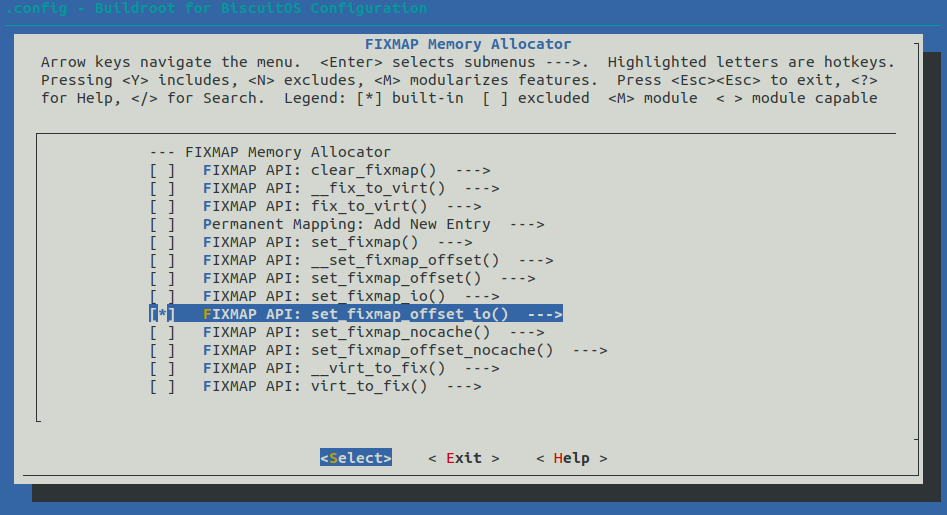 .config - Buildroot for BiscuitOS Configuration
FIXMAP Memory Allocator
Arrow keys navigate the menu.  <Enter> selects submenus --->.  Highlighted letters are hotkeys.
Pressing <Y> includes, <N> excludes, <M> modularizes features.  Press <Esc><Esc> to exit, <?>
for Help, </> for Search.  Legend: [*] built-in  [ ] excluded  <M> module  < > module capable
--- FIXMAP Memory Allocator
[ ]   FIXMAP API: clear_fixmap()  --->
[ ]   FIXMAP API: __fix_to_virt()  --->
[ ]   FIXMAP API: fix_to_virt()  --->
[ ]   Permanent Mapping: Add New Entry  --->
[ ]   FIXMAP API: set_fixmap()  --->
[ ]   FIXMAP API: __set_fixmap_offset()  --->
[ ]   FIXMAP API: set_fixmap_offset()  --->
[ ]   FIXMAP API: set_fixmap_io()  --->
[*]   FIXMAP API: set_fixmap_offset_io()  --->
[ ]   FIXMAP API: set_fixmap_nocache()  --->
[ ]   FIXMAP API: set_fixmap_offset_nocache()  --->
[ ]   FIXMAP API: __virt_to_fix()  --->
[ ]   FIXMAP API: virt_to_fix()  --->
<Select>    < Exit >    < Help >